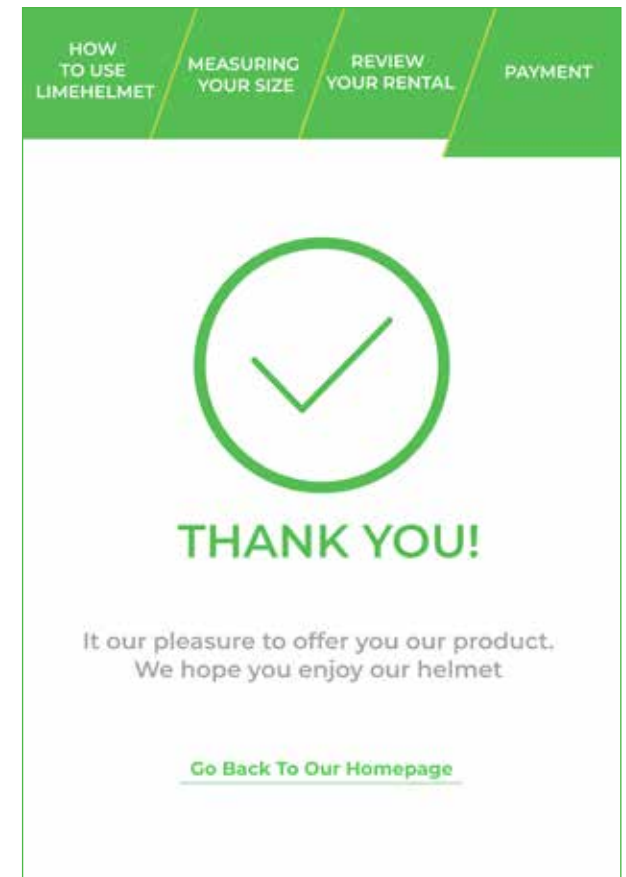 HOW
TO USE
LIMEHELMET
MEASURING
YOUR SIZE
REVIEW
YOUR RENTAL
PAYMENT
THANK YOU!
It our pleasure to offer you our product.
We hope you enjoy our helmet
Go Back To Our Homepage